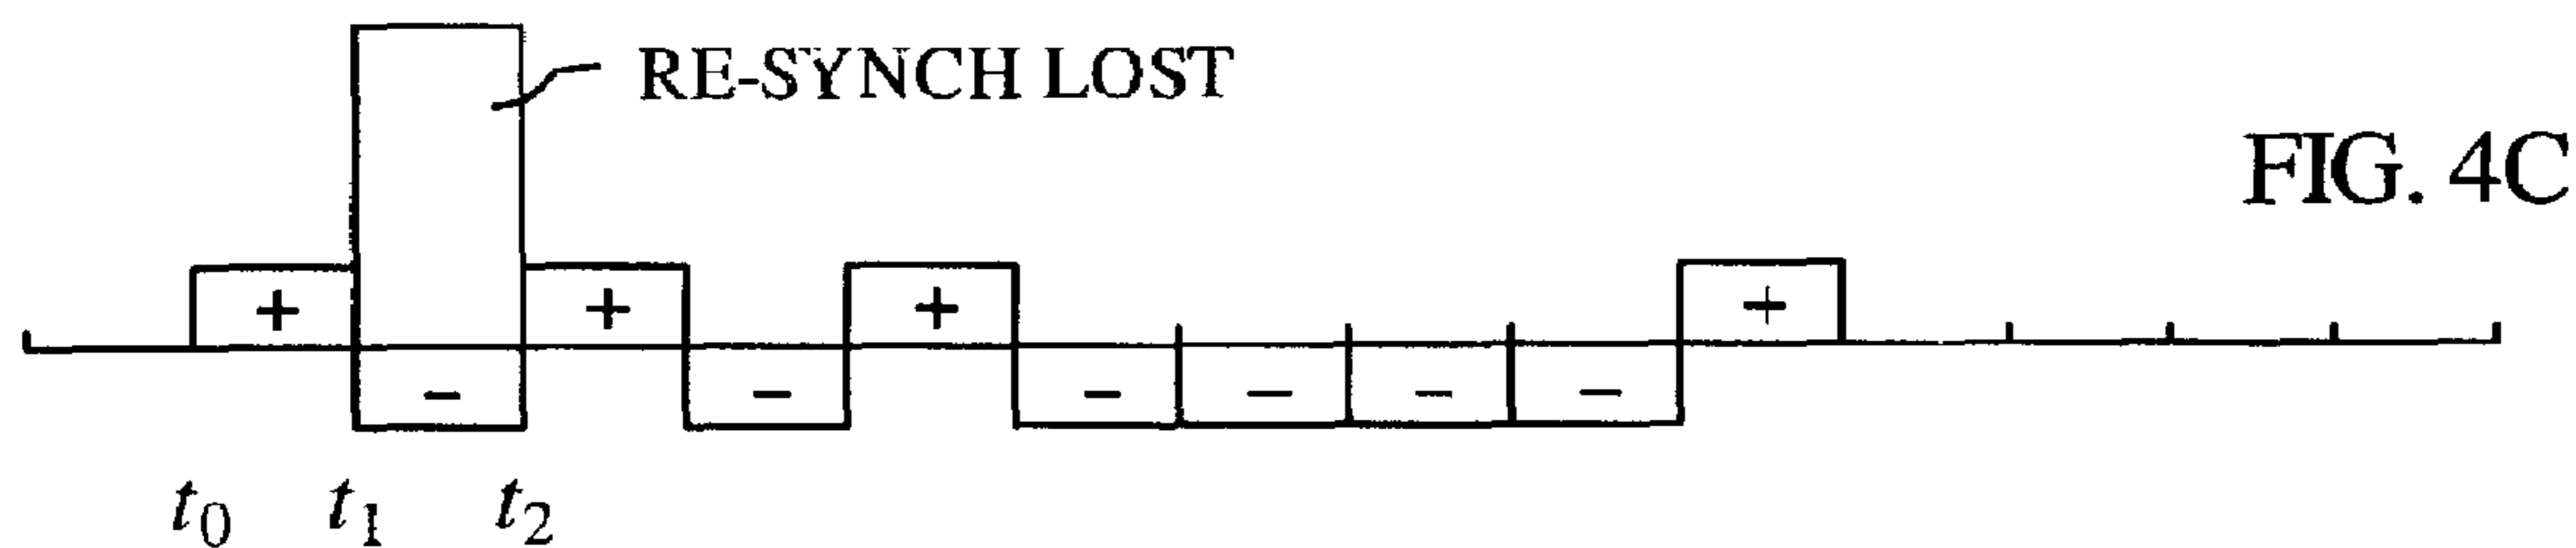 RE-SYNCH LOST
FIG. 4C
+ - + - + - - - - +
t0 t1 t2